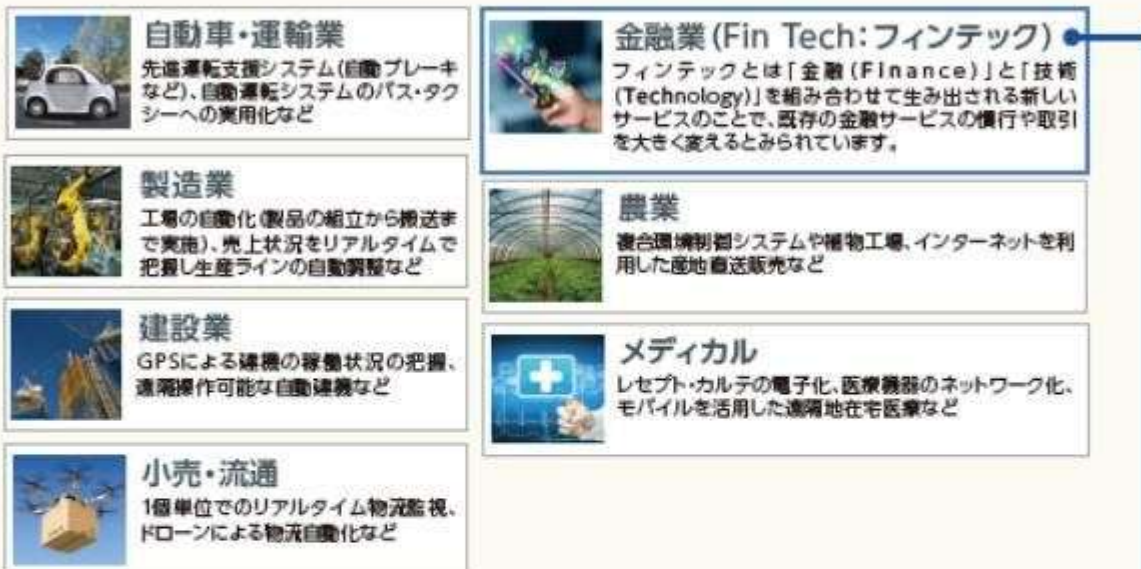 自動車・運輸業
先進運転支援システム(自動ブレーキ
など)、自動運転システムのバス・タク
シーへの実用化など
製造業
工場の自動化(製品の組立から搬送ま
で実施)、売上状況をリアルタイムで
把握し生産ラインの自動調整など
建設業
GPSによる建機の稼働状況の把握、
遠隔操作可能な自動建機など
小売・流通
1個単位でのリアルタイム物流監視、
ドローンによる物流自動化など
金融業(Fin Tech:フィンテック)
フィンテックとは「金融(Finance)」と「技術
(Technology)」を組み合わせて生み出される新しい
サービスのことで、既存の金融サービスの慣行や取引
を大きく変えるとみられています。
農業
複合環境制御システムや植物工場、インターネットを利
用した産地直送販売など
メディカル
レセプト・カルテの電子化、医療機器のネットワーク化、
モバイルを活用した遠隔地在宅医療など